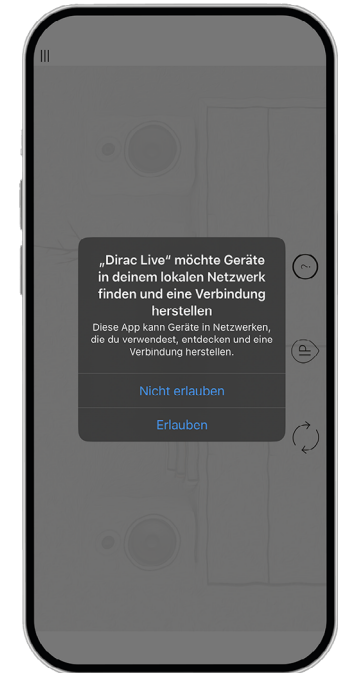 „Dirac Live“ möchte Geräte
in deinem lokalen Netzwerk
finden und eine Verbindung
herstellen
Diese App kann Geräte in Netzwerken,
die du verwendest, entdecken und eine
Verbindung herstellen.
Nicht erlauben
Erlauben
?
IP